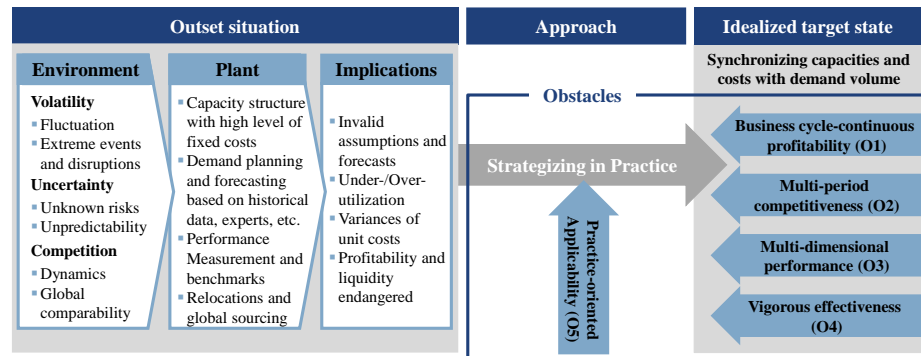 Outset situation
Environment
Volatility
Fluctuation
Extreme events
and disruptions
Uncertainty
Unknown risks
Unpredictability
Competition
Dynamics
Global
comparability
Plant
Capacity structure
with high level of
fixed costs
Demand planning
and forecasting
based on historical
data, experts, etc.
Performance
Measurement and
benchmarks
Relocations and
global sourcing
Implications
Invalid
assumptions and
forecasts
Under-/Over-
utilization
Variances of
unit costs
Profitability and
liquidity
endangered
Approach
Obstacles
Strategizing in Practice
Practice-oriented
Applicability (O5)
Idealized target state
Synchronizing capacities and
costs with demand volume
Business cycle-continuous
profitability (O1)
Multi-period
competitiveness (O2)
Multi-dimensional
performance (O3)
Vigorous effectiveness
(O4)